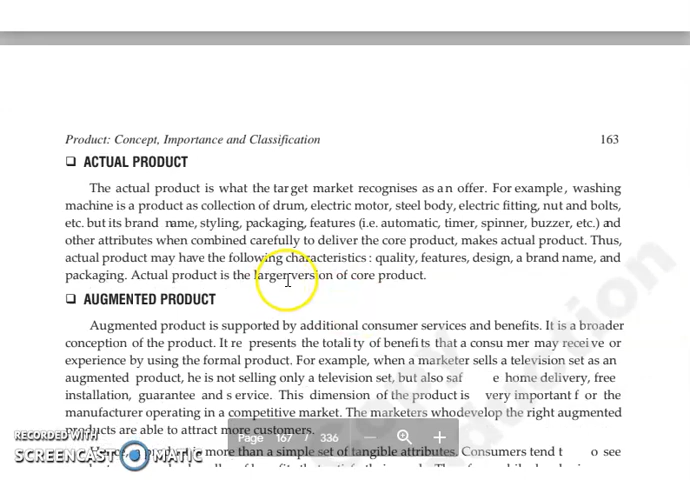 Product: Concept, Importance and Classification 163
❑ ACTUAL PRODUCT
The actual product is what the target market recognises as an offer. For example, washing
machine is a product as collection of drum, electric motor, steel body, electric fitting, nut and bolts,
etc. but its brand name, styling, packaging, features (i.e. automatic, timer, spinner, buzzer, etc.) and
other attributes when combined carefully to deliver the core product, makes actual product. Thus,
actual product may have the following characteristics : quality, features, design, a brand name, and
packaging. Actual product is the larger version of core product.
❑ AUGMENTED PRODUCT
Augmented product is supported by additional consumer services and benefits. It is a broader
conception of the product. It re presents the totality of benefits that a consu mer may receive or
experience by using the formal product. For example, when a marketer sells a television set as an
augmented product, he is not selling only a television set, but also saf e home delivery, free
installation, guarantee and s ervice. This dimension of the product is very important f or the
manufacturer operating in a competitive market. The marketers whodevelop the right augmented
products are able to attract more customers.
is more than a simple set of tangible attributes. Consumers tend t o see
Page 167 / 336
RECORDED WITH
SCREENCAST MATIC